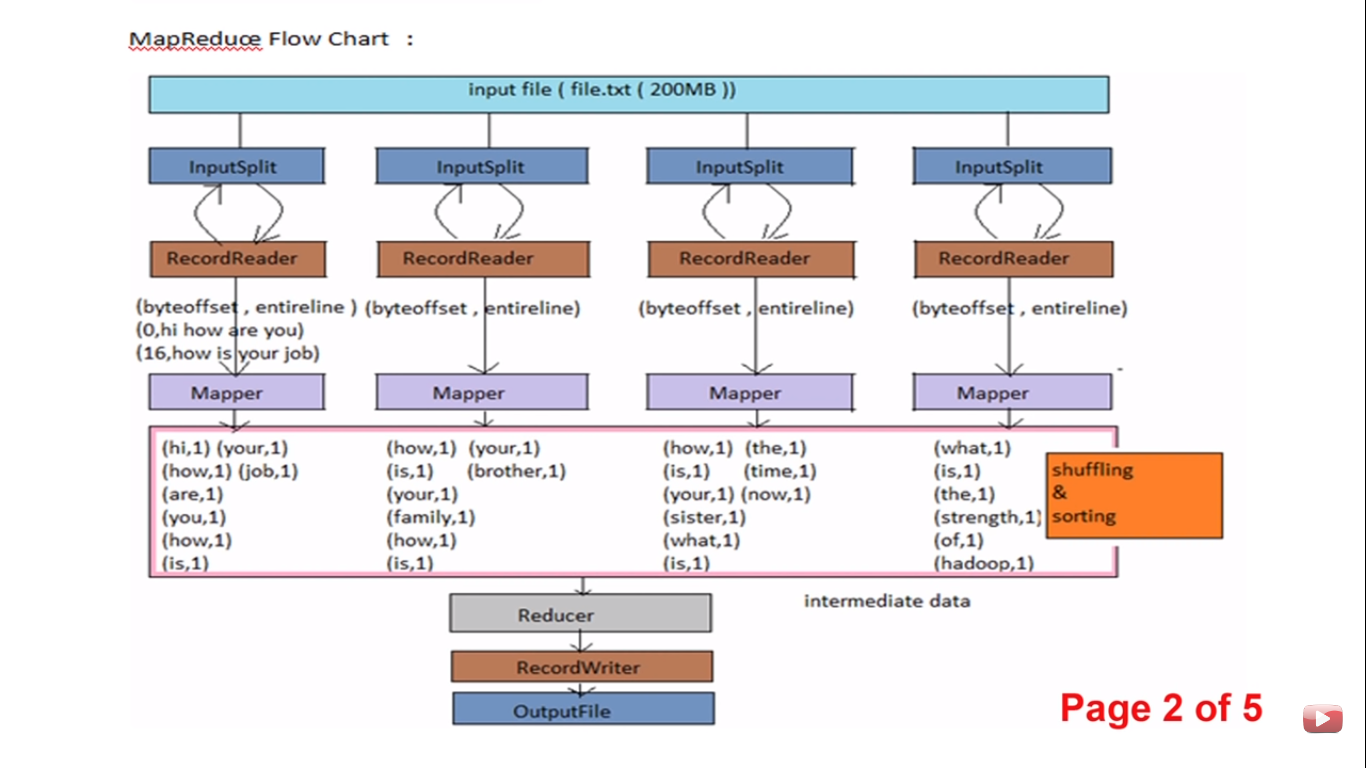 MapReduce Flow Chart :
input file ( file.txt ( 200MB ))
InputSplit InputSplit InputSplit InputSplit
RecordReader RecordReader RecordReader RecordReader
(byteoffset , entireline ) (byteoffset , entireline) (byteoffset , entireline) (byteoffset , entireline)
(0,hi how are you)
(16,how is your job)
Mapper Mapper Mapper Mapper
(hi,1) (your,1)
(how,1) (job,1)
(are,1)
(you,1)
(how,1)
(is,1)
(how,1) (your,1)
(is,1) (brother,1)
(your,1)
(family,1)
(how,1)
(is,1)
(how,1) (the,1)
(is,1) (time,1)
(your,1) (now,1)
(sister,1)
(what,1)
(is,1)
(what,1)
(is,1)
(the,1)
(strength,1)
(of,1)
(hadoop,1)
shuffling
&
sorting
intermediate data
Reducer
RecordWriter
OutputFile
Page 2 of 5